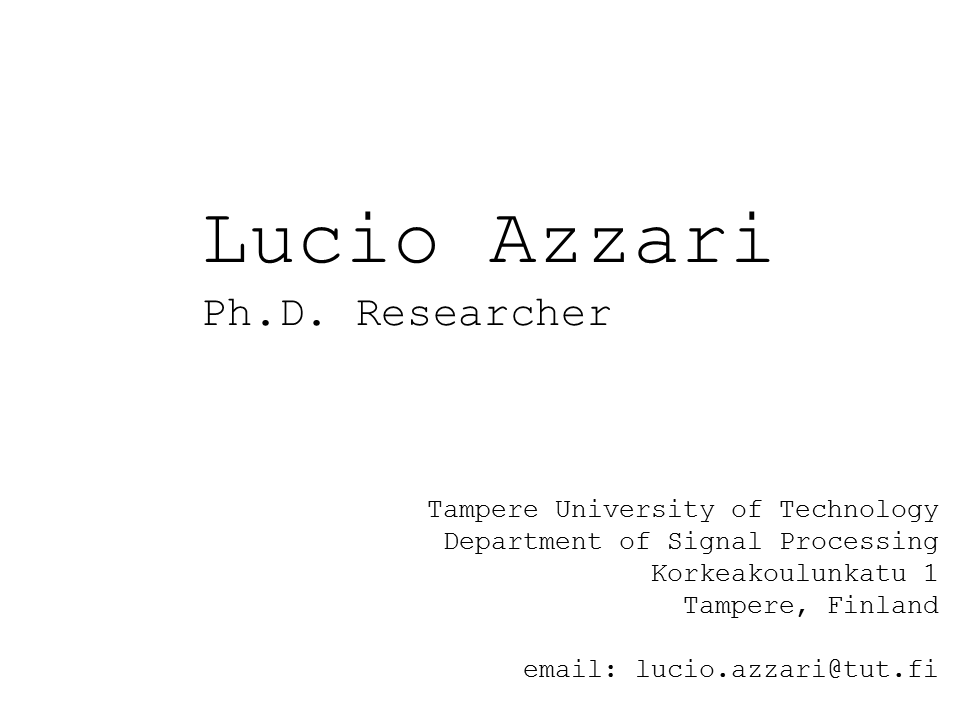 Lucio Azzari
Ph.D. Researcher
Tampere University of Technology
Department of Signal Processing
Korkeakoulunkatu 1
Tampere, Finland
email: lucio.azzari@tut.fi